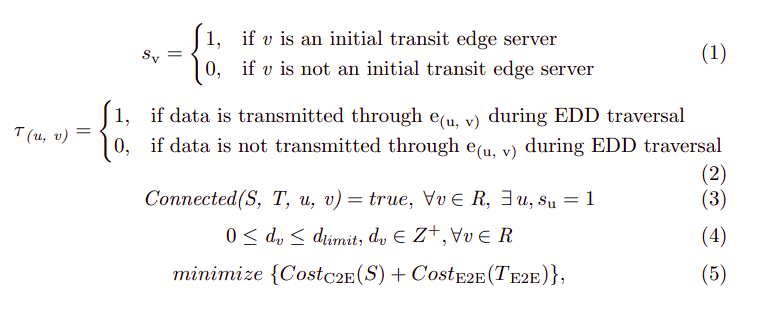 s_v = { 1, if v is an initial transit edge server
0, if v is not an initial transit edge server (1)
τ_(u, v) = { 1, if data is transmitted through e_(u, v) during EDD traversal
0, if data is not transmitted through e_(u, v) during EDD traversal
(2)
Connected(S, T, u, v) = true, ∀v ∈ R, ∃ u, s_u = 1 (3)
0 ≤ d_v ≤ d_limit, d_v ∈ Z^+, ∀v ∈ R (4)
minimize {Cost_C2E(S) + Cost_E2E(T_E2E)}, (5)